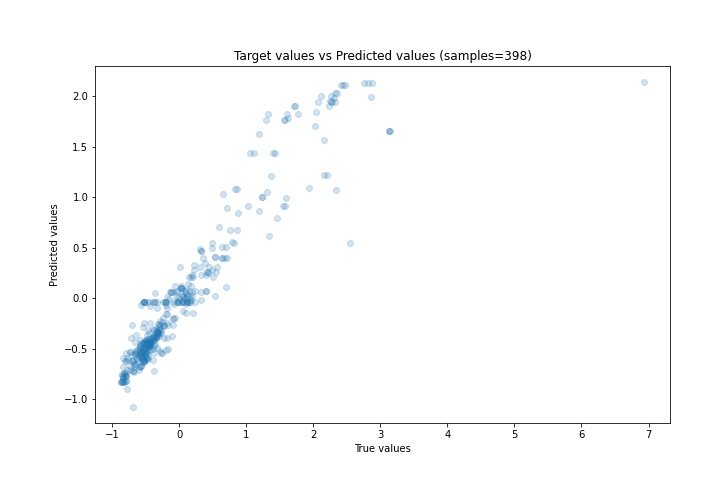 Target values vs Predicted values (samples=398)
Predicted values
2.0
1.5
1.0
0.5
0.0
−0.5
−1.0
−1 0 1 2 3 4 5 6 7
True values